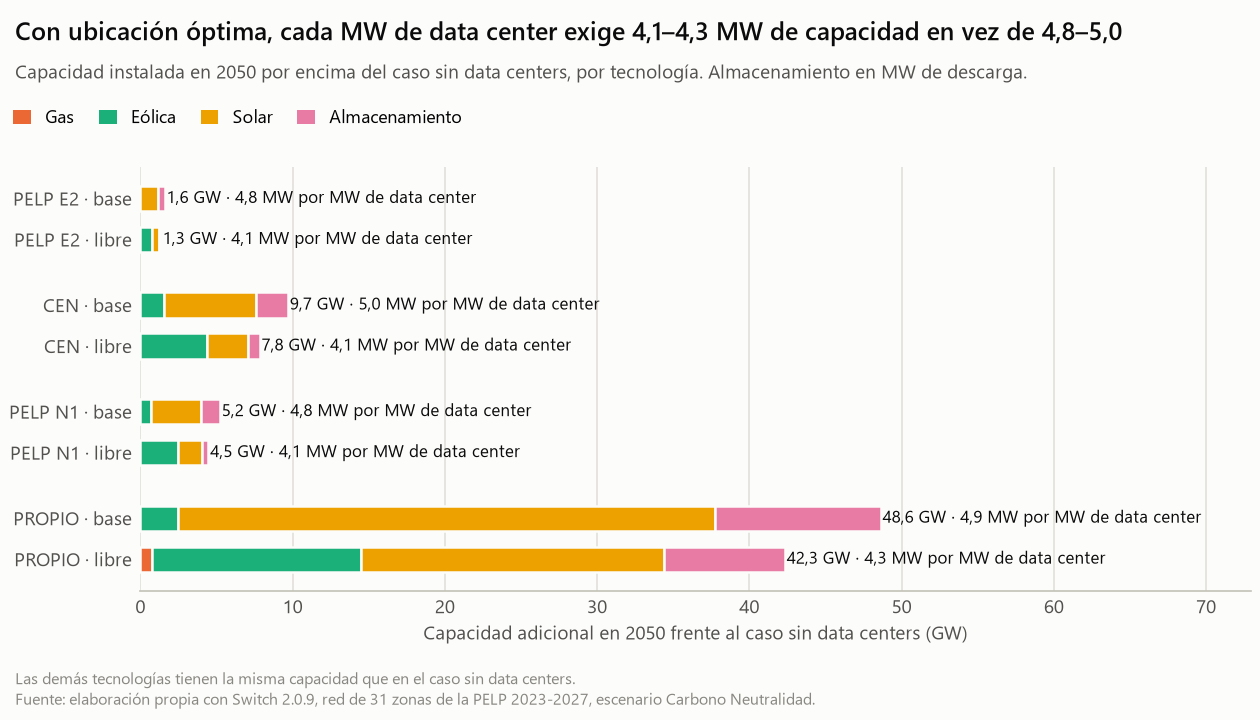 Con ubicación óptima, cada MW de data center exige 4,1–4,3 MW de capacidad en vez de 4,8–5,0
Capacidad instalada en 2050 por encima del caso sin data centers, por tecnología. Almacenamiento en MW de descarga.
Gas Eólica Solar Almacenamiento
PELP E2 · base 1,6 GW · 4,8 MW por MW de data center
PELP E2 · libre 1,3 GW · 4,1 MW por MW de data center
CEN · base 9,7 GW · 5,0 MW por MW de data center
CEN · libre 7,8 GW · 4,1 MW por MW de data center
PELP N1 · base 5,2 GW · 4,8 MW por MW de data center
PELP N1 · libre 4,5 GW · 4,1 MW por MW de data center
PROPIO · base 48,6 GW · 4,9 MW por MW de data center
PROPIO · libre 42,3 GW · 4,3 MW por MW de data center
0 10 20 30 40 50 60 70
Capacidad adicional en 2050 frente al caso sin data centers (GW)
Las demás tecnologías tienen la misma capacidad que en el caso sin data centers.
Fuente: elaboración propia con Switch 2.0.9, red de 31 zonas de la PELP 2023-2027, escenario Carbono Neutralidad.